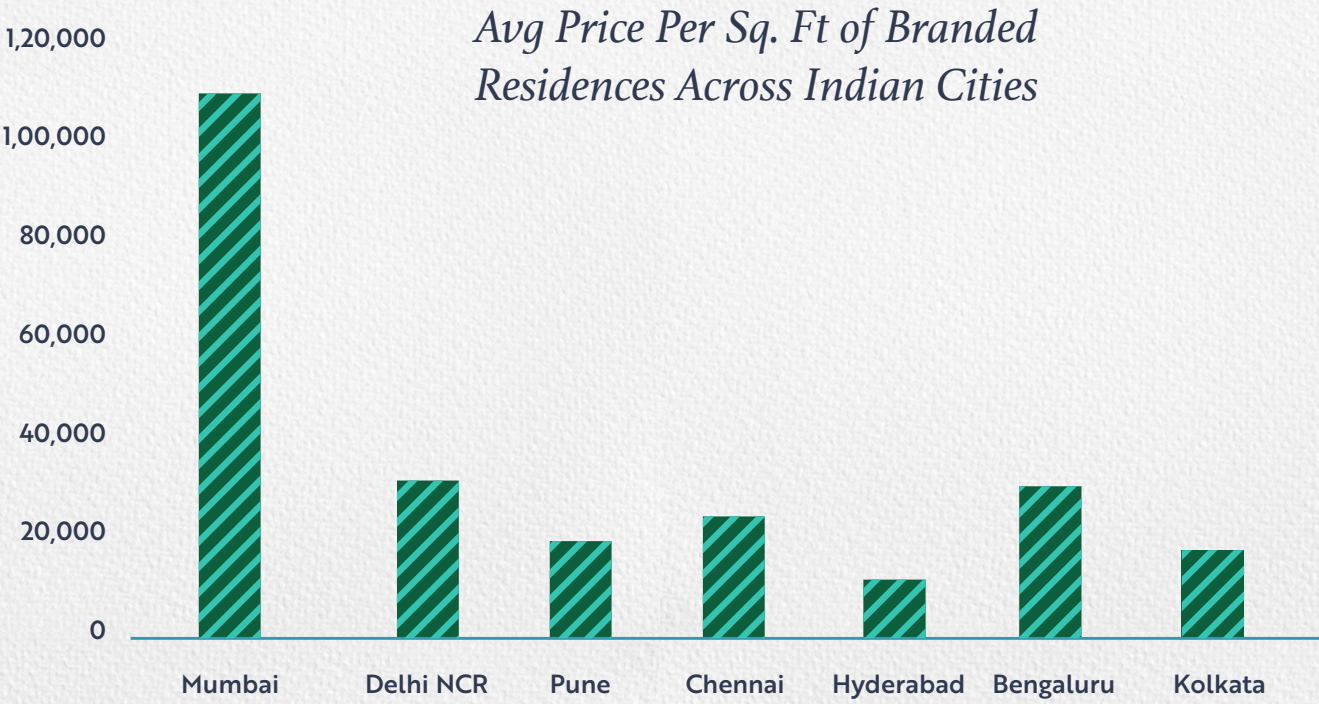 Avg Price Per Sq. Ft of Branded
Residences Across Indian Cities
1,20,000
1,00,000
80,000
60,000
40,000
20,000
0
Mumbai Delhi NCR Pune Chennai Hyderabad Bengaluru Kolkata